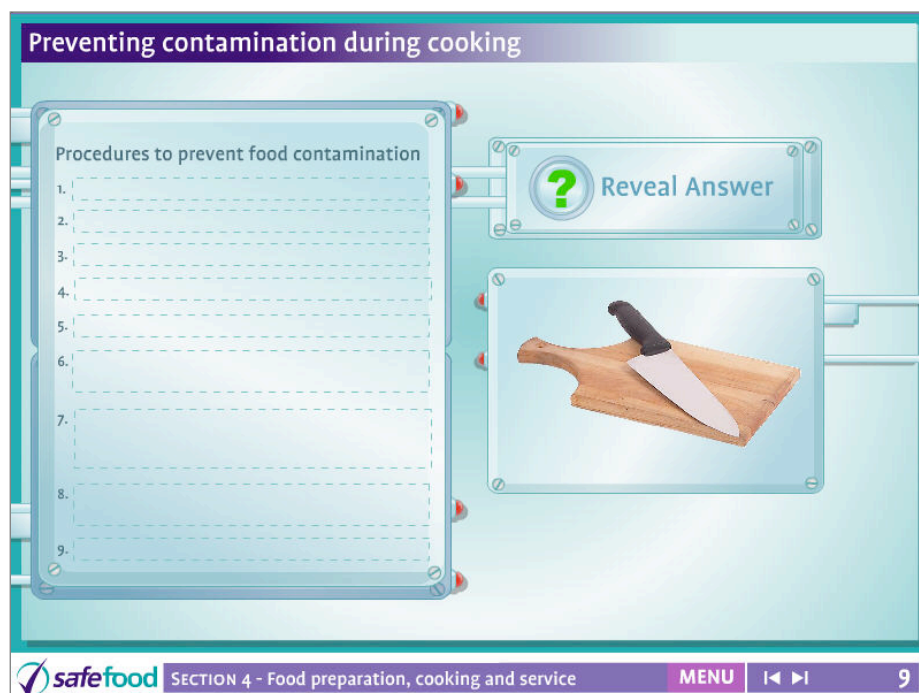 Preventing contamination during cooking
Procedures to prevent food contamination
1.
2.
3.
4.
5.
6.
7.
8.
9.
? Reveal Answer
safefood SECTION 4 - Food preparation, cooking and service MENU 9